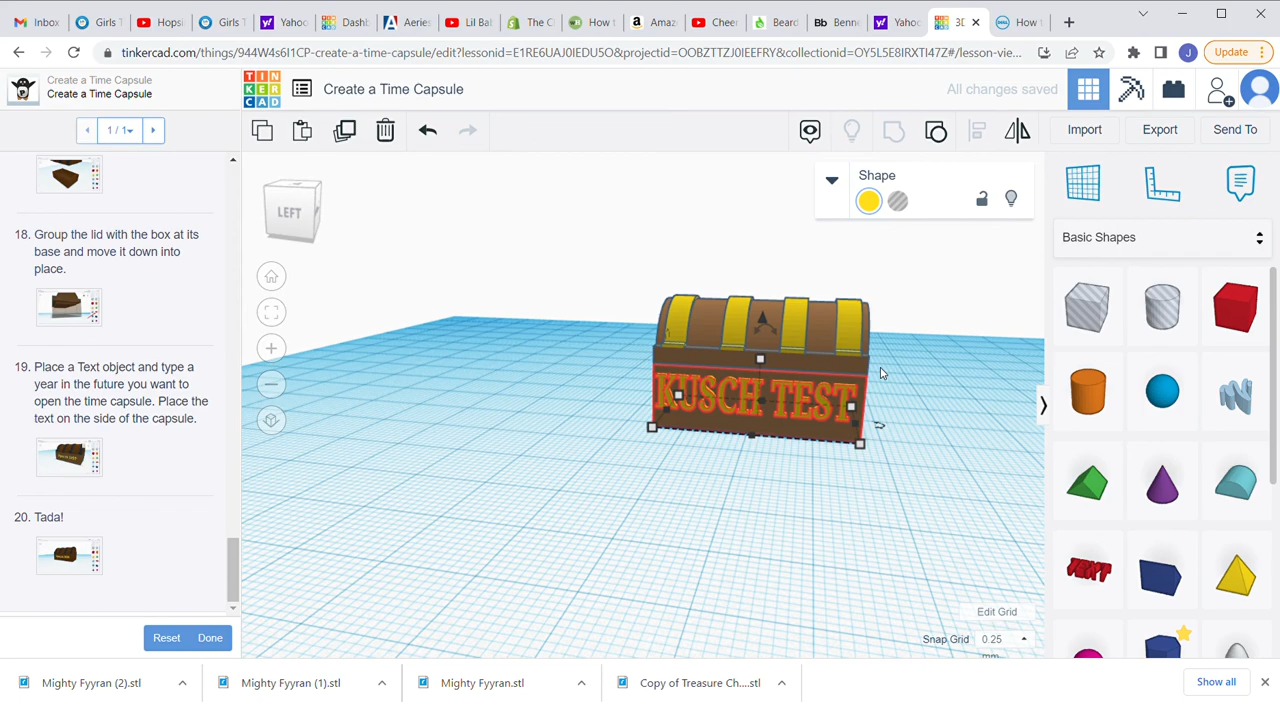 Inbox
Girls T
Hopsi
Girls T
Yahoo
Dashb
Aeries
Lil Bab
The C
How t
Amaz
Cheer
Beard
Bb Benne
Yahoo
3D
How t
tinkercad.com/things/944W4s6I1CP-create-a-time-capsule/edit?lessonid=E1RE6UAJ0IEDU5O&projectid=OOBZTTZJ0IEEFRY&collectionid=OY5L5E8IRXTI47Z#/lesson-vie...
J
Update
Create a Time Capsule
Create a Time Capsule
TIN
KER
CAD
Create a Time Capsule
All changes saved
1 / 1
Import
Export
Send To
18. Group the lid with the box at its
base and move it down into
place.
19. Place a Text object and type a
year in the future you want to
open the time capsule. Place the
text on the side of the capsule.
20. Tada!
Reset
Done
LEFT
Shape
KUSCH TEST
Basic Shapes
TEXT
Edit Grid
Snap Grid
0.25
mm
Mighty Fyyran (2).stl
Mighty Fyyran (1).stl
Mighty Fyyran.stl
Copy of Treasure Ch....stl
Show all